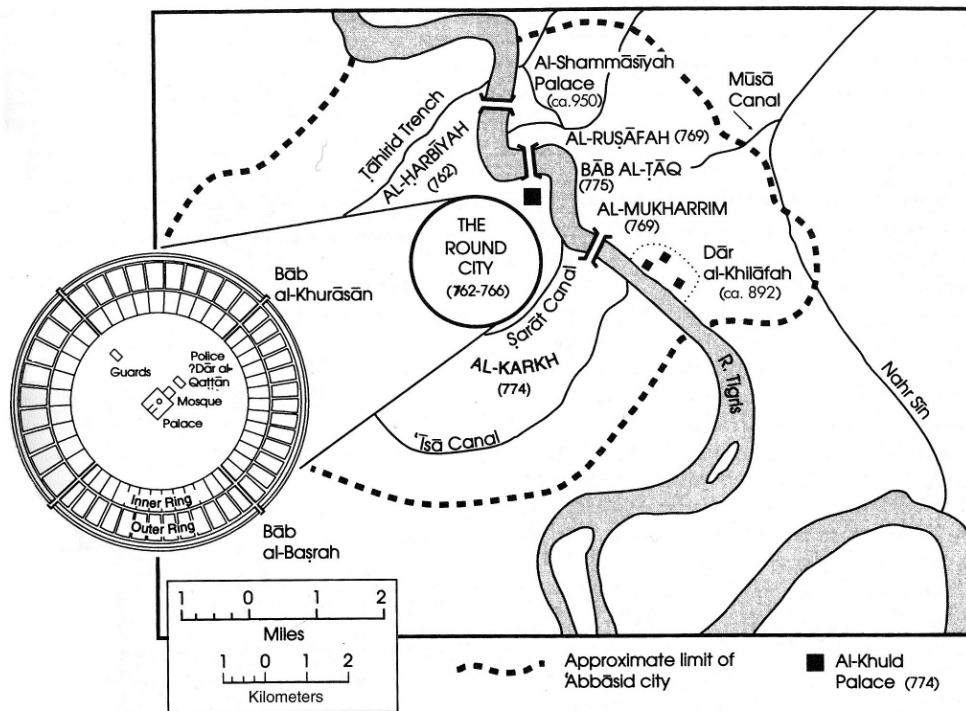 Al-Shammāsīyah
Palace
(ca.950)
Mūsā
Canal
Ṭāhirid Trench
AL-ḤARBĪYAH
(762)
AL-RUṢĀFAH (769)
BĀB AL-ṬĀQ
(775)
AL-MUKHARRIM
(769)
THE
ROUND
CITY
(762-766)
Dār
al-Khilāfah
(ca. 892)
Ṣarāt Canal
Bāb
al-Khurāsān
AL-KARKH
(774)
R. Tigris
Nahr Sīn
Police
?Dār al-
Qaṭṭān
Guards
Mosque
Palace
'Īsā Canal
Inner Ring
Outer Ring
Bāb
al-Baṣrah
1 0 1 2
Miles
1 0 1 2
Kilometers
Approximate limit of
'Abbāsid city
Al-Khuld
Palace (774)